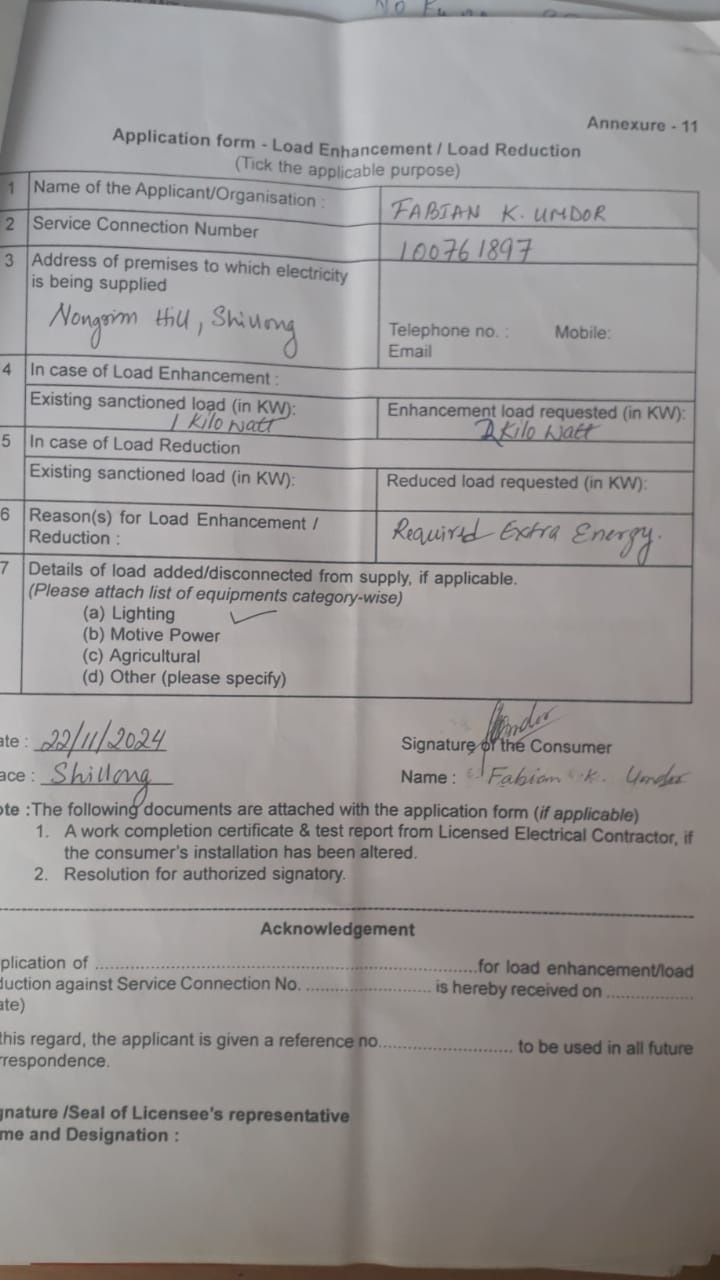 Annexure - 11
Application form - Load Enhancement / Load Reduction
(Tick the applicable purpose)
1 Name of the Applicant/Organisation : FABIAN K. UMDOR
2 Service Connection Number 100761897
3 Address of premises to which electricity
is being supplied
Nongrim Hill, Shillong
Telephone no. : Mobile:
Email
4 In case of Load Enhancement :
Existing sanctioned load (in KW): Enhancement load requested (in KW):
1 Kilo Watt 2 Kilo Watt
5 In case of Load Reduction
Existing sanctioned load (in KW): Reduced load requested (in KW):
6 Reason(s) for Load Enhancement /
Reduction : Required Extra Energy.
7 Details of load added/disconnected from supply, if applicable.
(Please attach list of equipments category-wise)
(a) Lighting
(b) Motive Power
(c) Agricultural
(d) Other (please specify)
ate : 22/11/2024
Signature of the Consumer
ace : Shillong Name : Fabian K. Umdor
ote :The following documents are attached with the application form (if applicable)
1. A work completion certificate & test report from Licensed Electrical Contractor, if
the consumer's installation has been altered.
2. Resolution for authorized signatory.
Acknowledgement
plication of ........................................ for load enhancement/load
duction against Service Connection No. ........................ is hereby received on ................
ate)
this regard, the applicant is given a reference no......................... to be used in all future
rrespondence.
gnature /Seal of Licensee's representative
me and Designation :